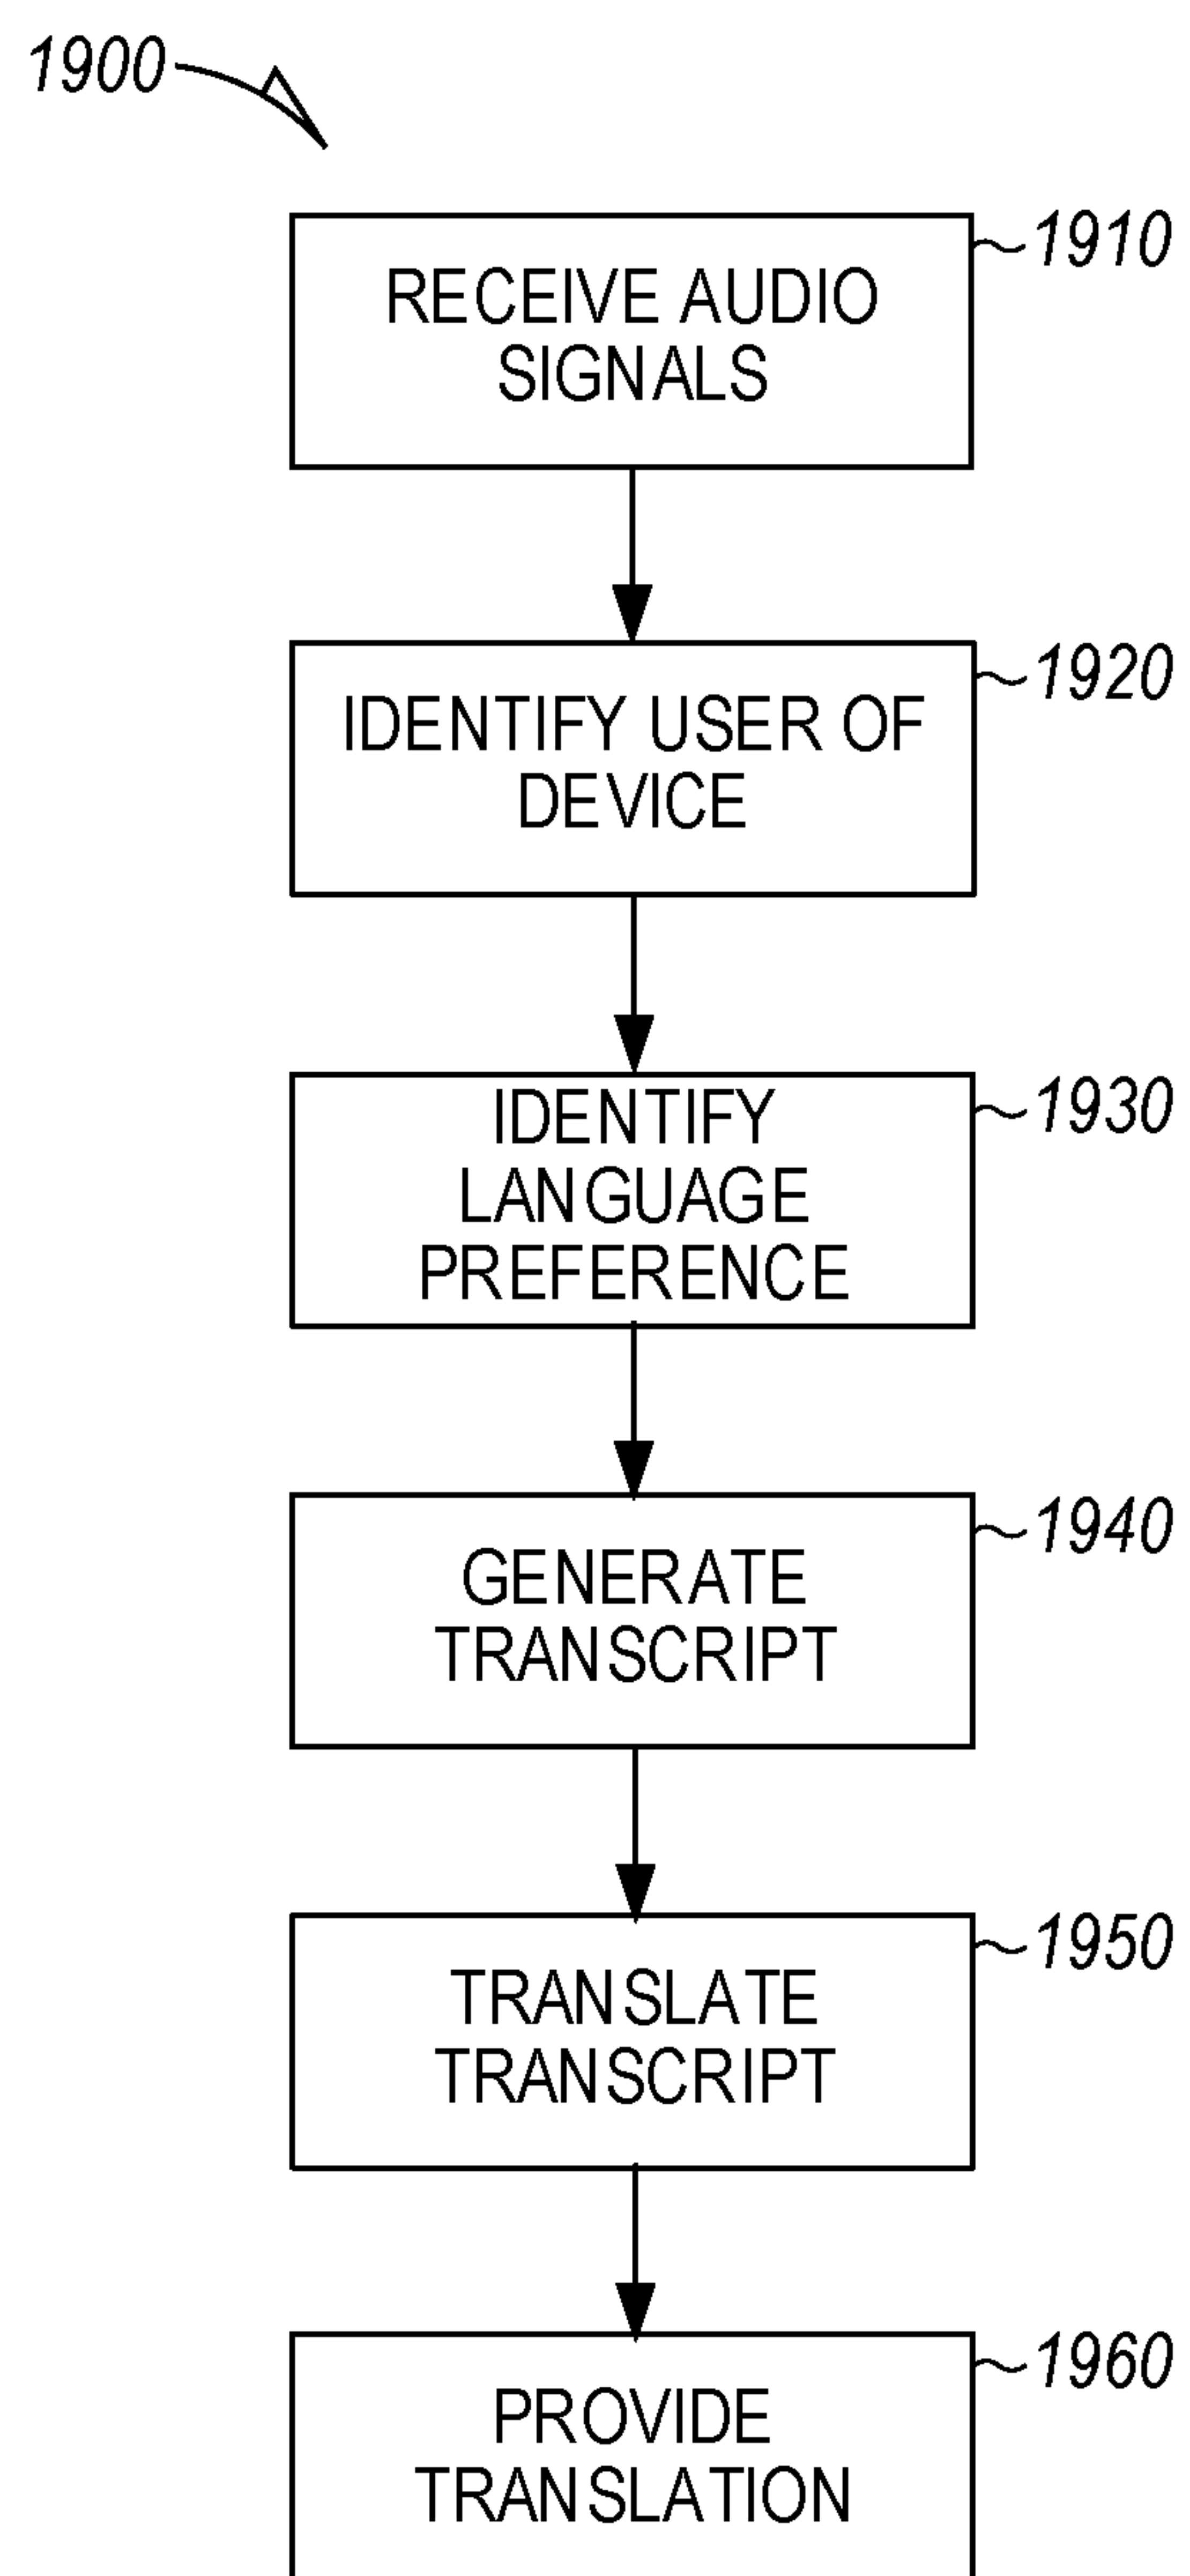 1900
1910
RECEIVE AUDIO
SIGNALS
1920
IDENTIFY USER OF
DEVICE
1930
IDENTIFY
LANGUAGE
PREFERENCE
1940
GENERATE
TRANSCRIPT
1950
TRANSLATE
TRANSCRIPT
1960
PROVIDE
TRANSLATION